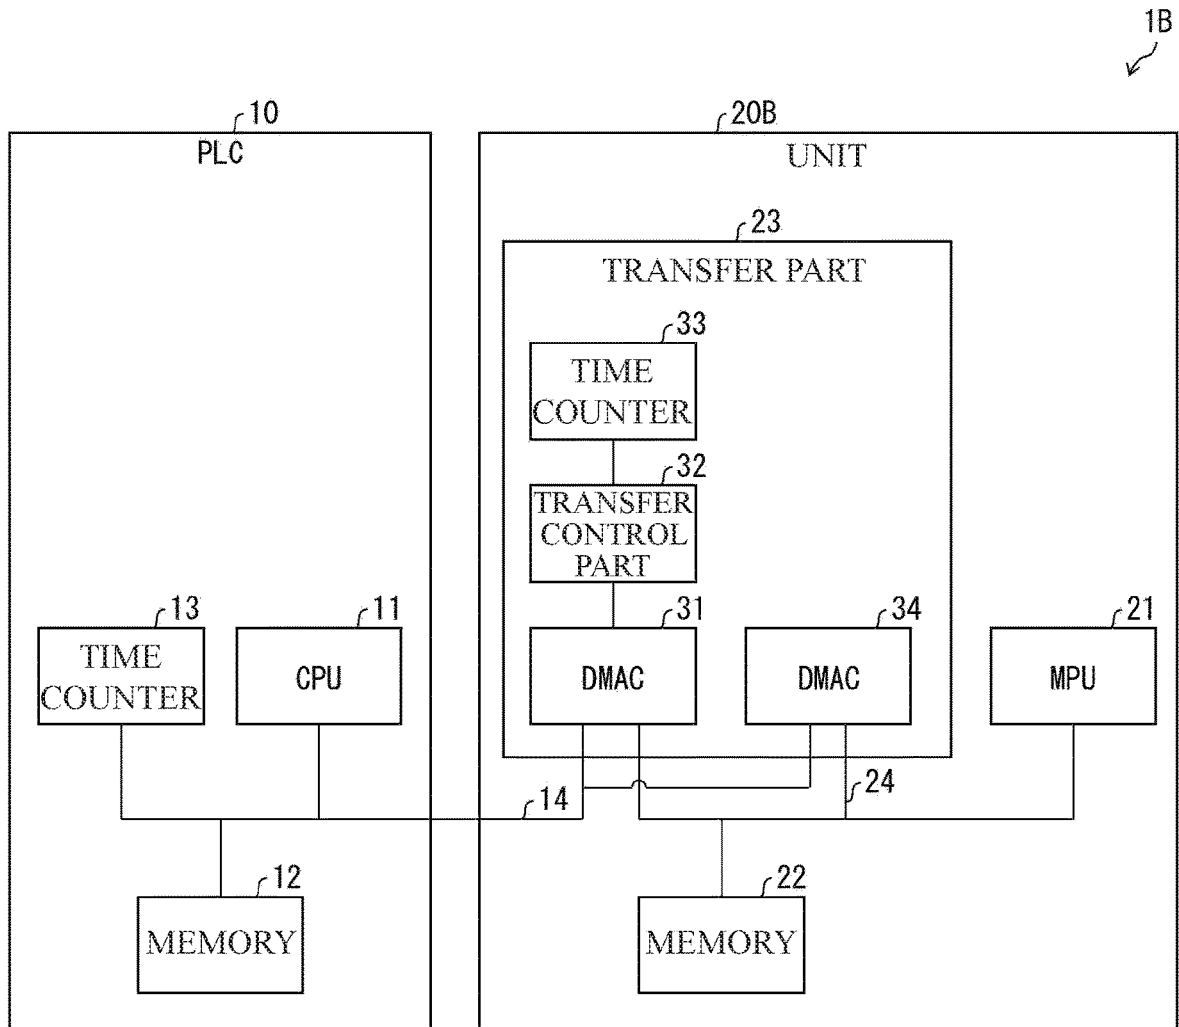 1B
10
20B
PLC
UNIT
23
TRANSFER PART
33
TIME
COUNTER
32
TRANSFER
CONTROL
PART
13
11
31
34
21
TIME
COUNTER
CPU
DMAC
DMAC
MPU
14
24
12
22
MEMORY
MEMORY